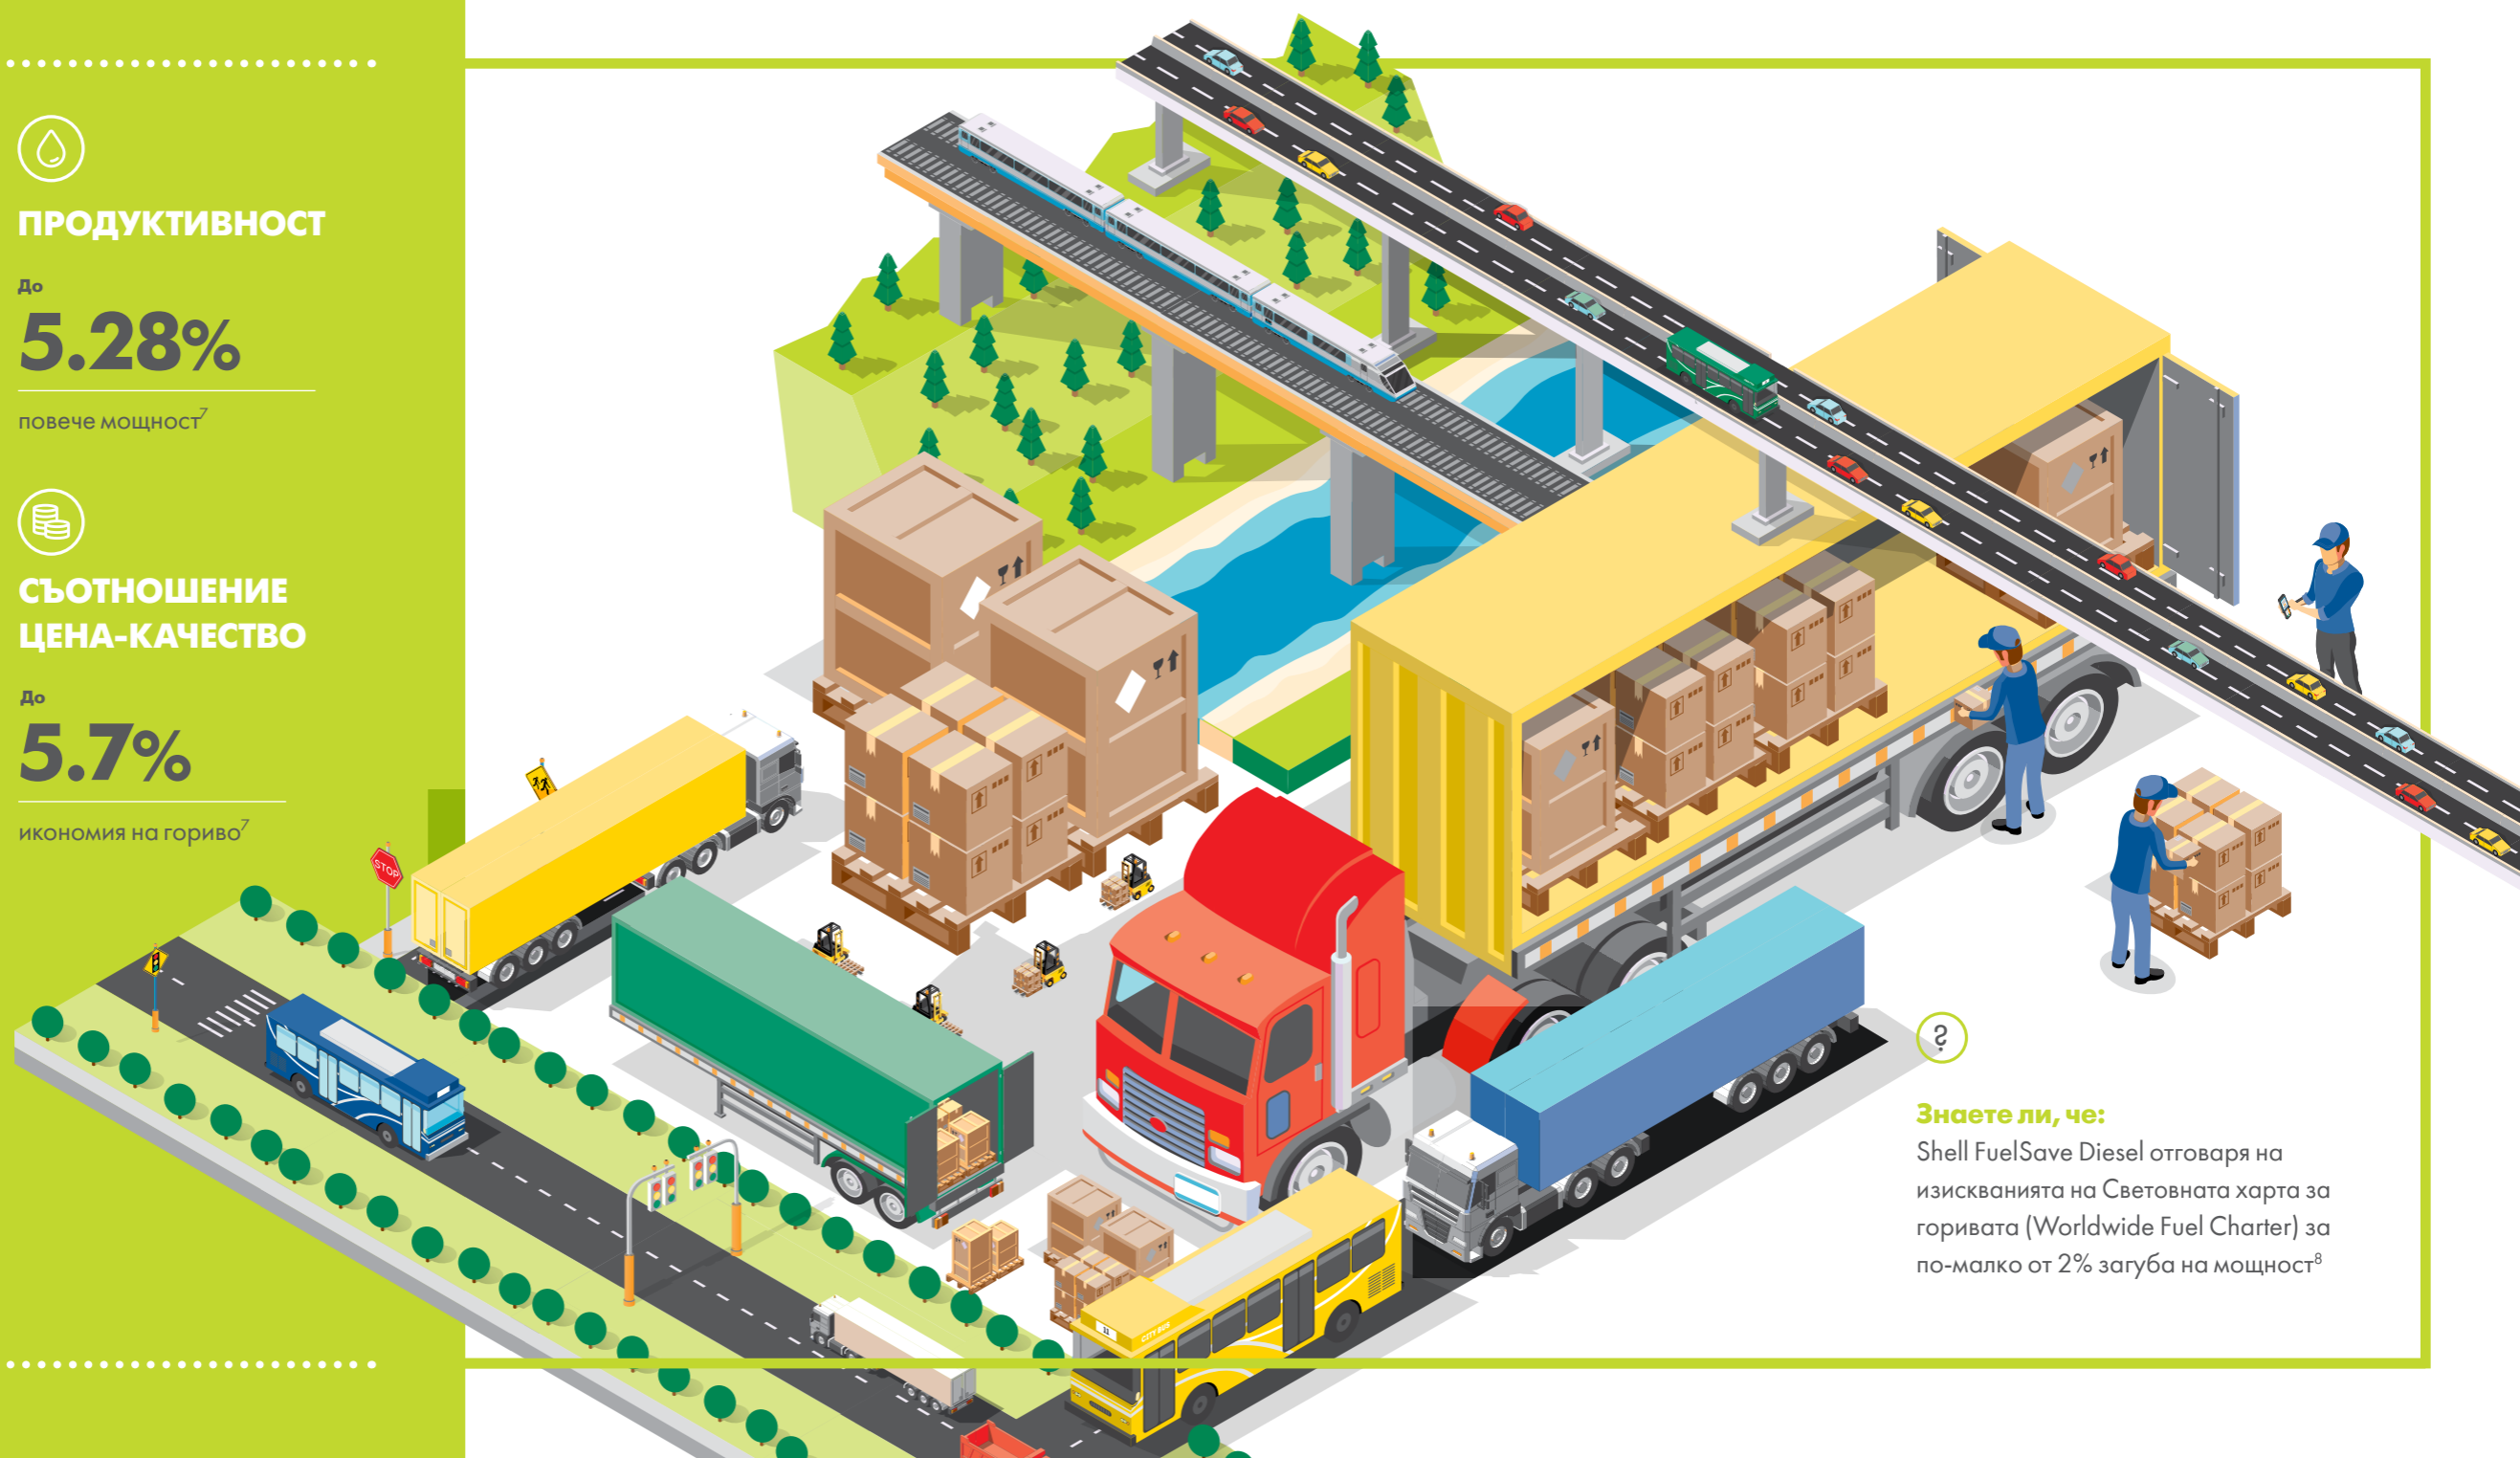 ПРОДУКТИВНОСТ
До
5.28%
повече мощност⁷
СЪОТНОШЕНИЕ
ЦЕНА-КАЧЕСТВО
До
5.7%
икономия на гориво⁷
STOP
CITY BUS
Знаете ли, че:
Shell FuelSave Diesel отговаря на
изискванията на Световната харта за
горивата (Worldwide Fuel Charter) за
по-малко от 2% загуба на мощност⁸